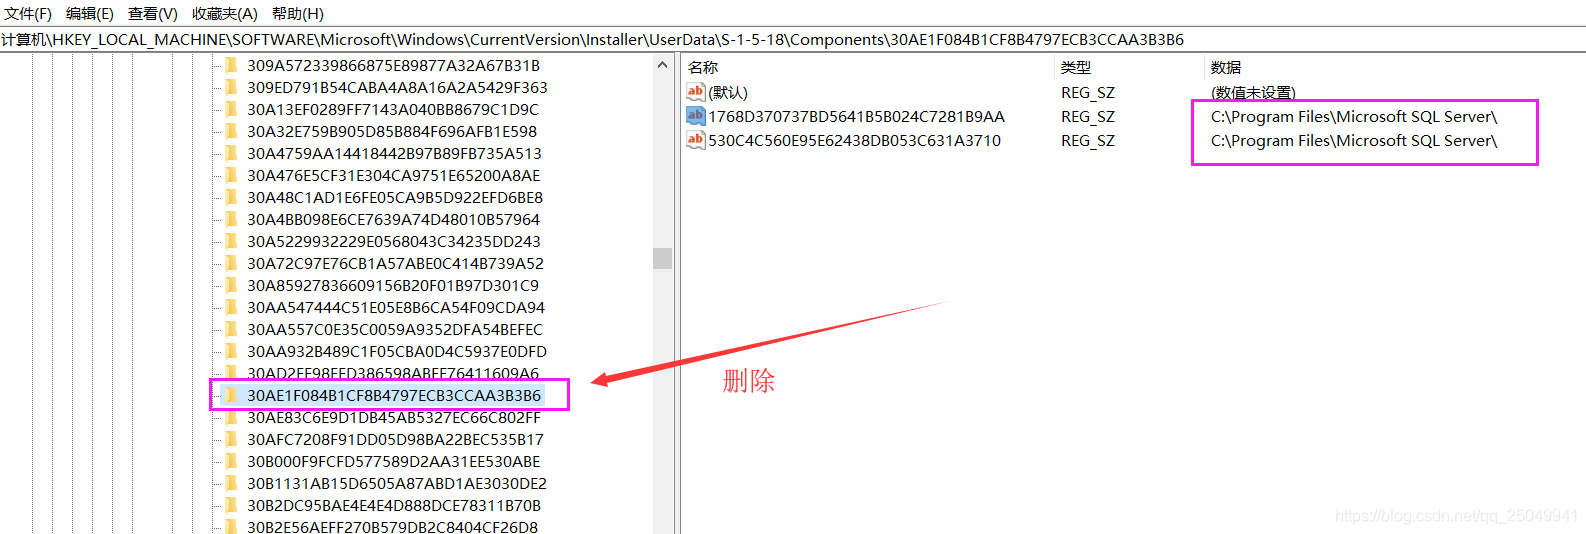 文件(F) 编辑(E) 查看(V) 收藏夹(A) 帮助(H)
计算机\HKEY_LOCAL_MACHINE\SOFTWARE\Microsoft\Windows\CurrentVersion\Installer\UserData\S-1-5-18\Components\30AE1F084B1CF8B4797ECB3CCAA3B3B6
309A572339866875E89877A32A67B31B
309ED791B54CABA4A8A16A2A5429F363
30A13EF0289FF7143A040BB8679C1D9C
30A32E759B905D85B884F696AFB1E598
30A4759AA14418442B97B89FB735A513
30A476E5CF31E304CA9751E65200A8AE
30A48C1AD1E6FE05CA9B5D922EFD6BE8
30A4BB098E6CE7639A74D48010B57964
30A5229932229E0568043C34235DD243
30A72C97E76CB1A57ABE0C414B739A52
30A85927836609156B20F01B97D301C9
30AA547444C51E05E8B6CA54F09CDA94
30AA557C0E35C0059A9352DFA54BEFEC
30AA932B489C1F05CBA0D4C5937E0DFD
30AD2FF98EFD386598ABFF76411609A6
30AE1F084B1CF8B4797ECB3CCAA3B3B6
30AE83C6E9D1DB45AB5327EC66C802FF
30AFC7208F91DD05D98BA22BEC535B17
30B000F9FCFD577589D2AA31EE530ABE
30B1131AB15D6505A87ABD1AE3030DE2
30B2DC95BAE4E4E4D888DCE78311B70B
30B2E56AEFF270B579DB2C8404CF26D8
名称 类型 数据
(默认) REG_SZ (数值未设置)
1768D370737BD5641B5B024C7281B9AA REG_SZ C:\Program Files\Microsoft SQL Server\
530C4C560E95E62438DB053C631A3710 REG_SZ C:\Program Files\Microsoft SQL Server\
删除
https://blog.csdn.net/qq_25049941